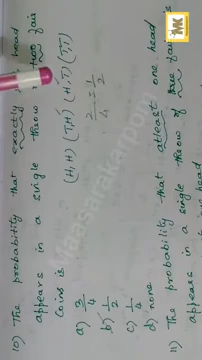 MK
10) The probability that exactly head
appears in a single throw of two fair
Coins is
(H,H) (T,H) (H,T) (T,T)
a) 3/4
2/4 = 1/2
b) 1/2
c) 1/4
d) none
11) The probability that atleast one head
appears in a single throw of three fair